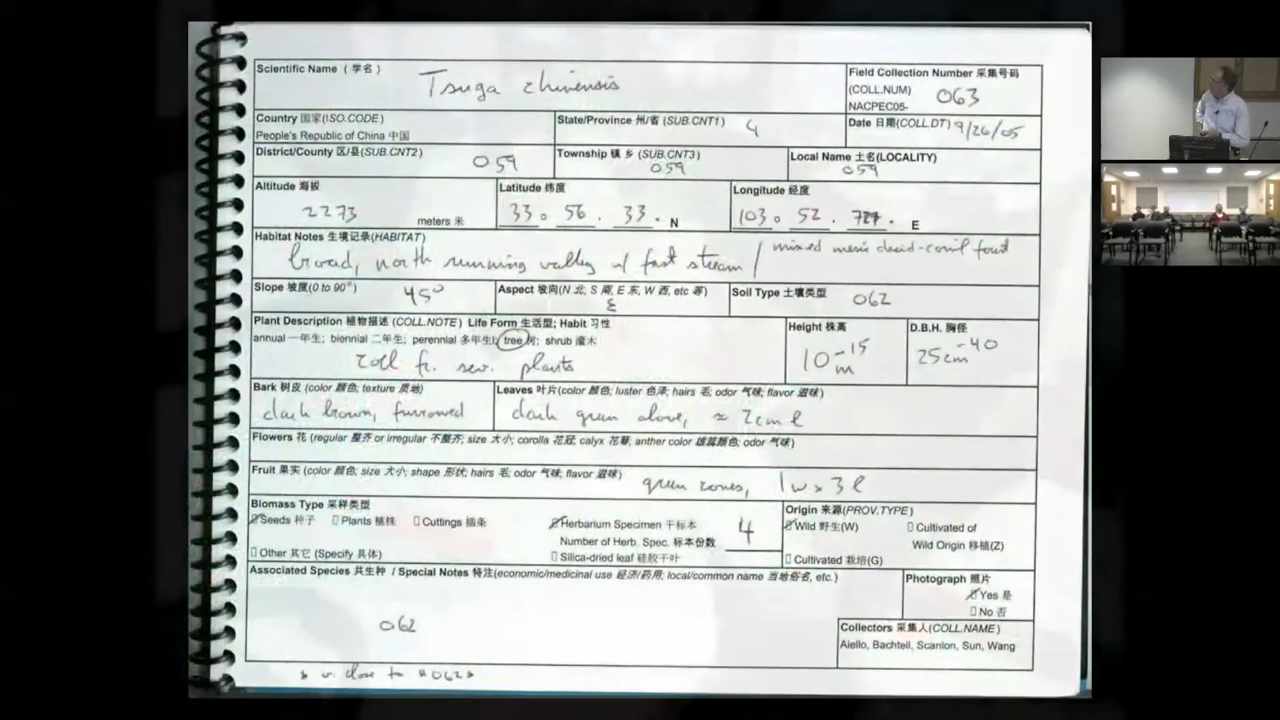 Scientific Name ( 学名 ) Tsuga chinensis
Field Collection Number 采集号码
(COLL.NUM) 063
NACPEC05-
Country 国家(ISO.CODE)
People's Republic of China 中国
State/Province 州/省 (SUB.CNT1) 4
Date 日期(COLL.DT) 9/26/05
District/County 区/县(SUB.CNT2) 059
Township 镇 乡 (SUB.CNT3)
059
Local Name 土名(LOCALITY)
059
Altitude 海拔
2273 meters 米
Latitude 纬度
33o 56 . 33. N
Longitude 经度
103o 52 . E
Habitat Notes 生境记录(HABITAT)
broad, north running valley w/ fast stream / mixed mesic decid-conif forest
Slope 坡度(0 to 90°) 45°
Aspect 坡向(N 北, S 南, E 东, W 西, etc 等)
E
Soil Type 土壤类型 062
Plant Description 植物描述 (COLL.NOTE) Life Form 生活型; Habit 习性
annual 一年生; biennial 二年生; perennial 多年生; tree 树; shrub 灌木
coll fr. sev. plants
Height 株高
10-15
m
D.B.H. 胸径
25cm-40
Bark 树皮 (color 颜色; texture 质地)
dark brown, furrowed
Leaves 叶片(color 颜色; luster 色泽; hairs 毛; odor 气味; flavor 滋味)
dark green above, ≈ 2cm l
Flowers 花 (regular 整齐 or irregular 不整齐; size 大小; corolla 花冠, calyx 花萼; anther color 雄蕊颜色; odor 气味)
Fruit 果实 (color 颜色; size 大小; shape 形状; hairs 毛; odor 气味, flavor 滋味)
green cones, 1w x 3l
Biomass Type 采样类型
Seeds 种子 Plants 植株 Cuttings 插条
Other 其它 (Specify 具体)
Herbarium Specimen 干标本
Number of Herb. Spec. 标本份数 4
Silica-dried leaf 硅胶干叶
Origin 来源(PROV.TYPE)
Wild 野生(W) Cultivated of
Wild Origin 移植(Z)
Cultivated 栽培(G)
Associated Species 共生种 / Special Notes 特注(economic/medicinal use 经济/药用; local/common name 当地俗名, etc.)
062
Photograph 照片
Yes 是
No 否
Collectors 采集人(COLL.NAME)
Aiello, Bachtell, Scanlon, Sun, Wang
* v. close to "062"